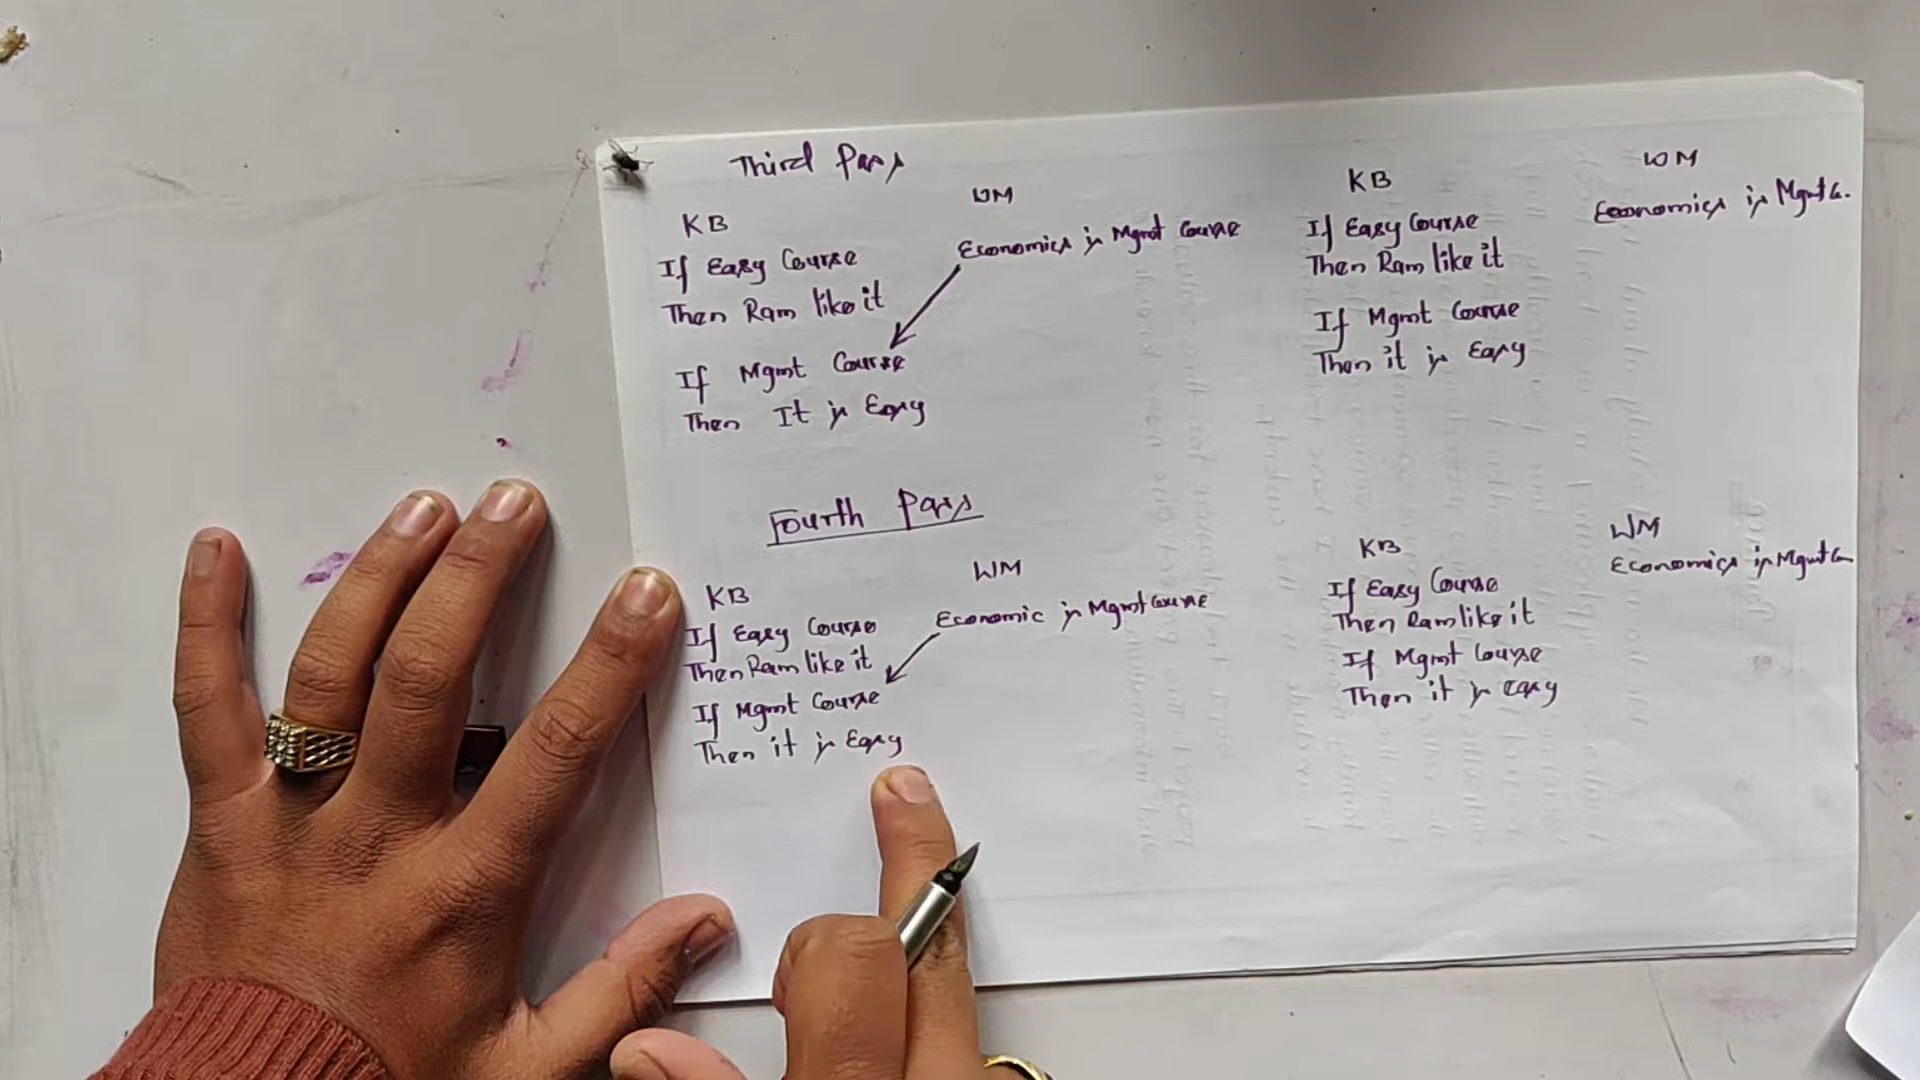 Third Pass
KB
WM
If Easy Course
Then Ram like it
If Mgmt Course
Then It is Easy
Economics is Mgmt Course
KB
WM
If Easy Course
Then Ram like it
If Mgmt Course
Then it is Easy
Economics is Mgmt Co.
Fourth Pass
KB
WM
If Easy Course
Then Ram like it
If Mgmt Course
Then it is Easy
Economic is Mgmt Course
KB
WM
If Easy Course
Then Ram like it
If Mgmt Course
Then it is easy
Economics is Mgmt Co